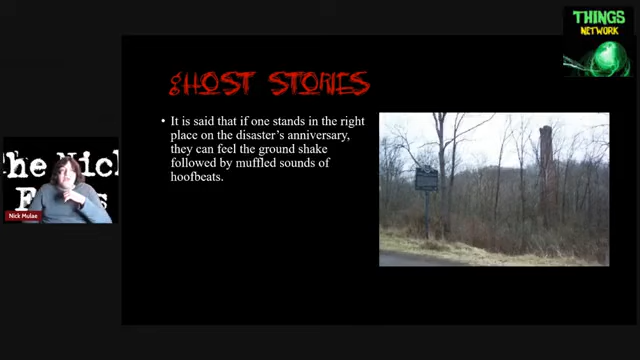 THINGS
NETWORK
GHOST STORIES
• It is said that if one stands in the right
place on the disaster's anniversary,
they can feel the ground shake
followed by muffled sounds of
hoofbeats.
Nick Mulae